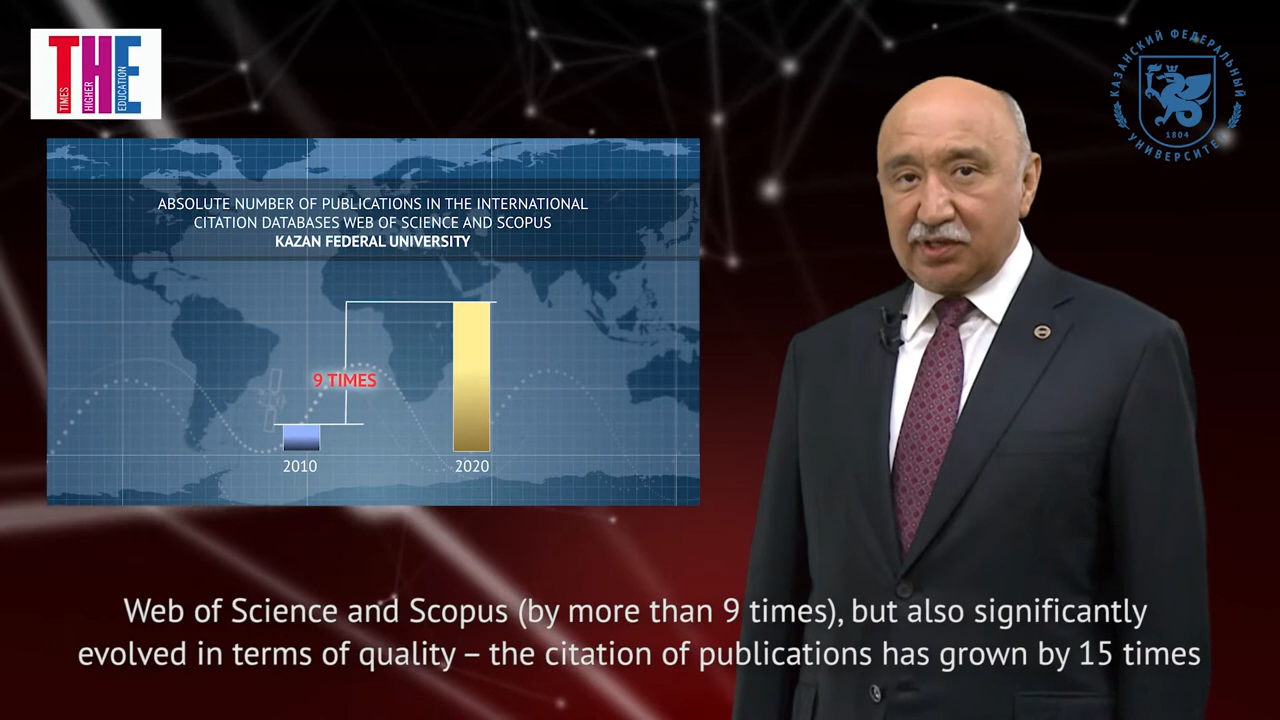 THE
TIMES
HIGHER
EDUCATION
КАЗАНСКИЙ ФЕДЕРАЛЬНЫЙ
УНИВЕРСИТЕТ
1804
ABSOLUTE NUMBER OF PUBLICATIONS IN THE INTERNATIONAL
CITATION DATABASES WEB OF SCIENCE AND SCOPUS
KAZAN FEDERAL UNIVERSITY
9 TIMES
2010
2020
Web of Science and Scopus (by more than 9 times), but also significantly
evolved in terms of quality – the citation of publications has grown by 15 times